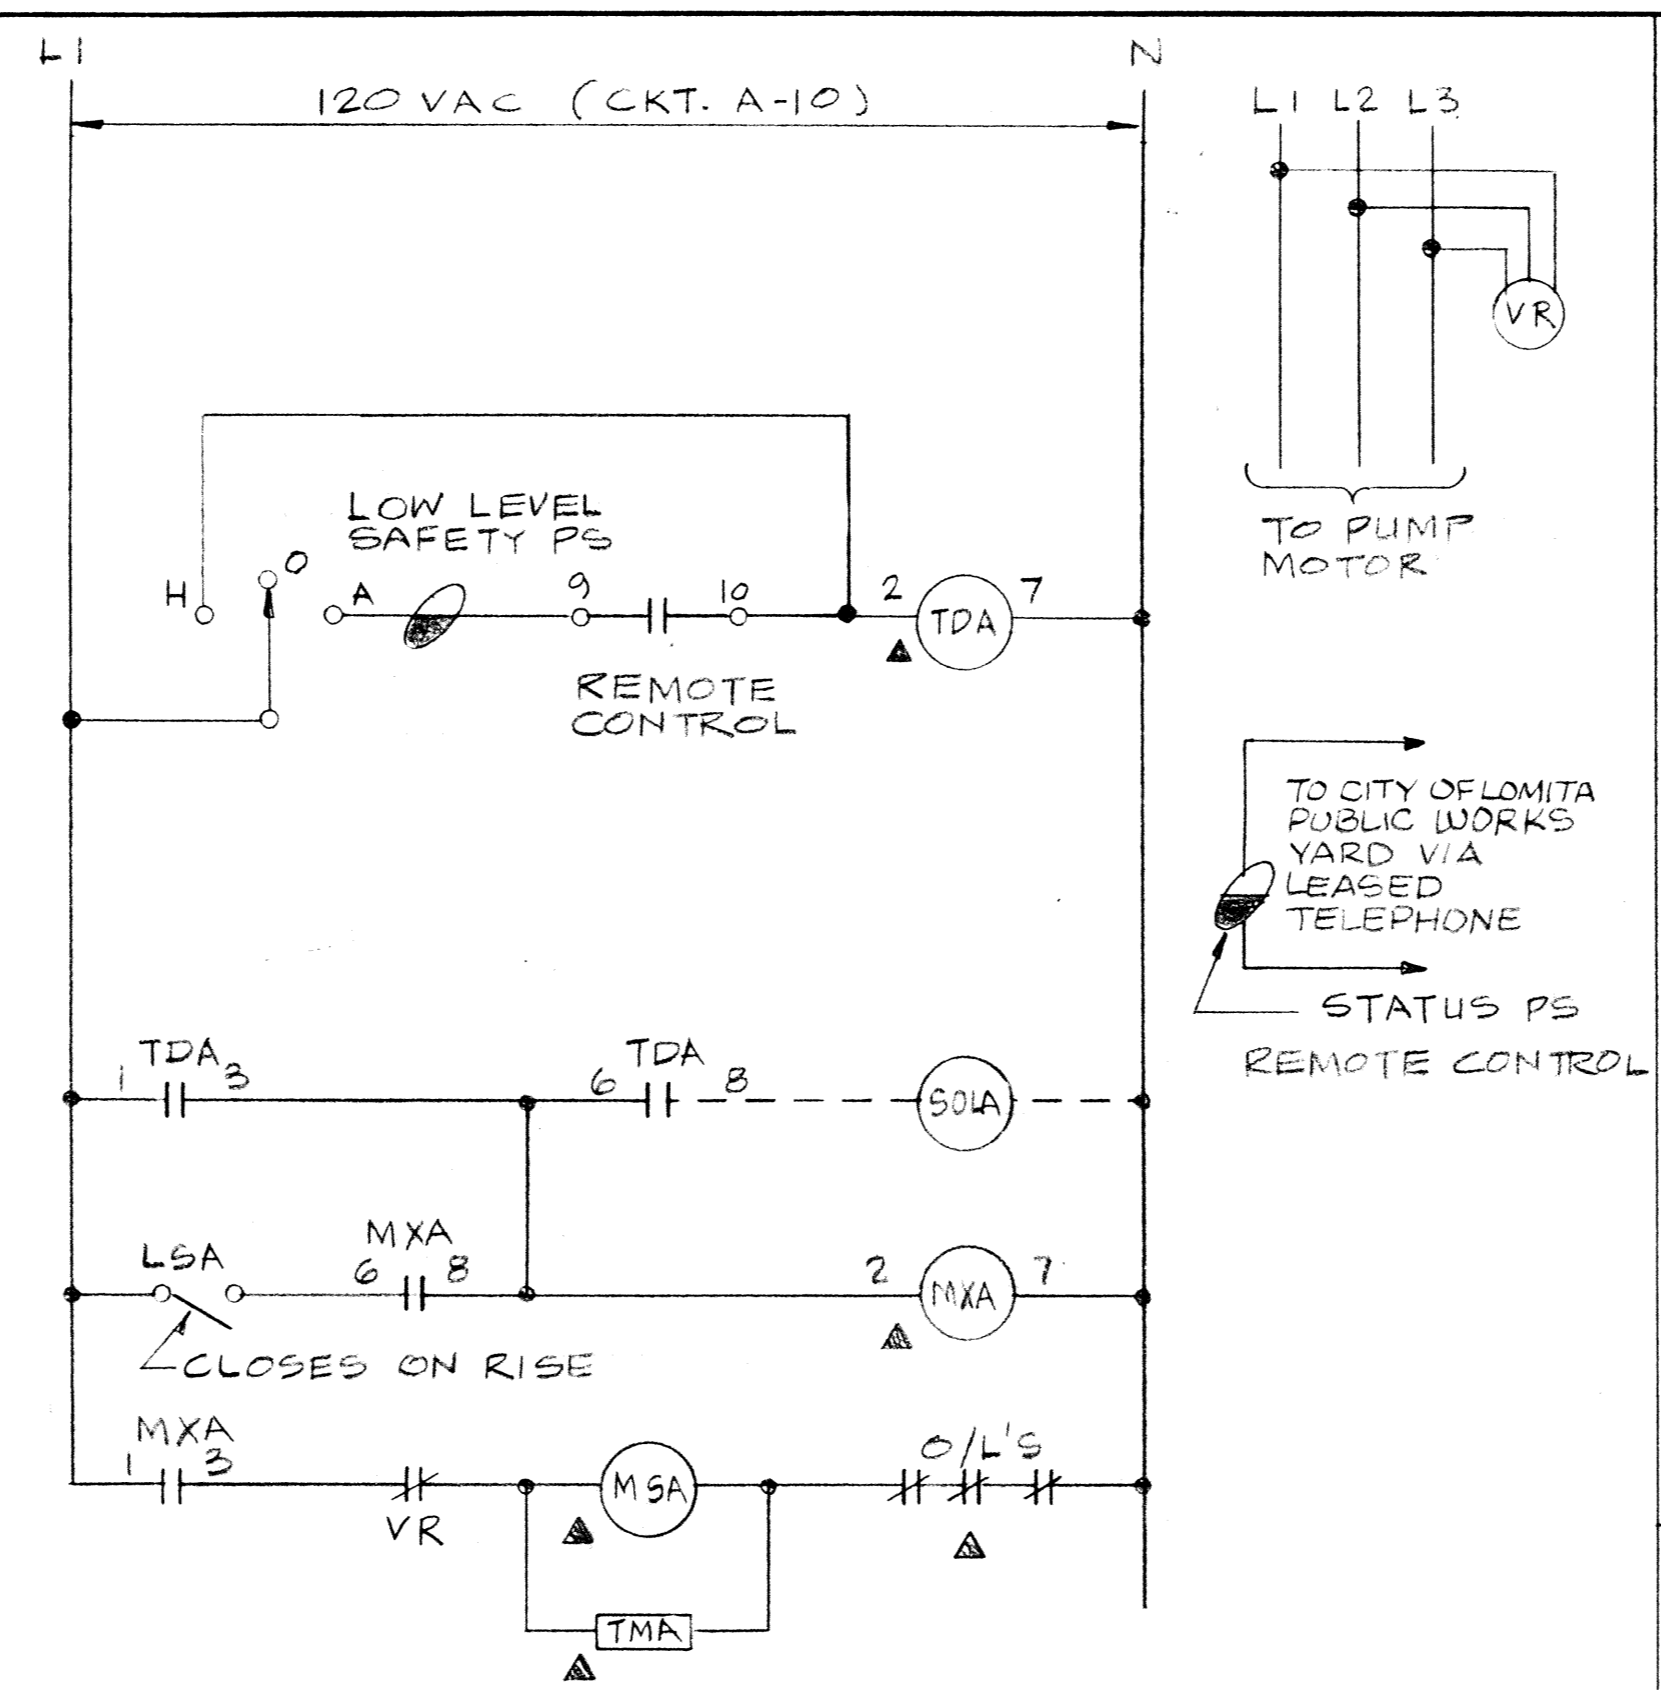 L1
N
120 VAC (CKT. A-10)
L1 L2 L3
VR
TO PUMP
MOTOR
LOW LEVEL
SAFETY PS
H O A 9 10 2 TDA 7
REMOTE
CONTROL
TO CITY OF LOMITA
PUBLIC WORKS
YARD VIA
LEASED
TELEPHONE
STATUS PS
REMOTE CONTROL
TDA TDA
1 3 6 8 SOLA
MXA
LSA 6 8 2 MXA 7
CLOSES ON RISE
MXA O/L'S
1 3 MSA
VR
TMA